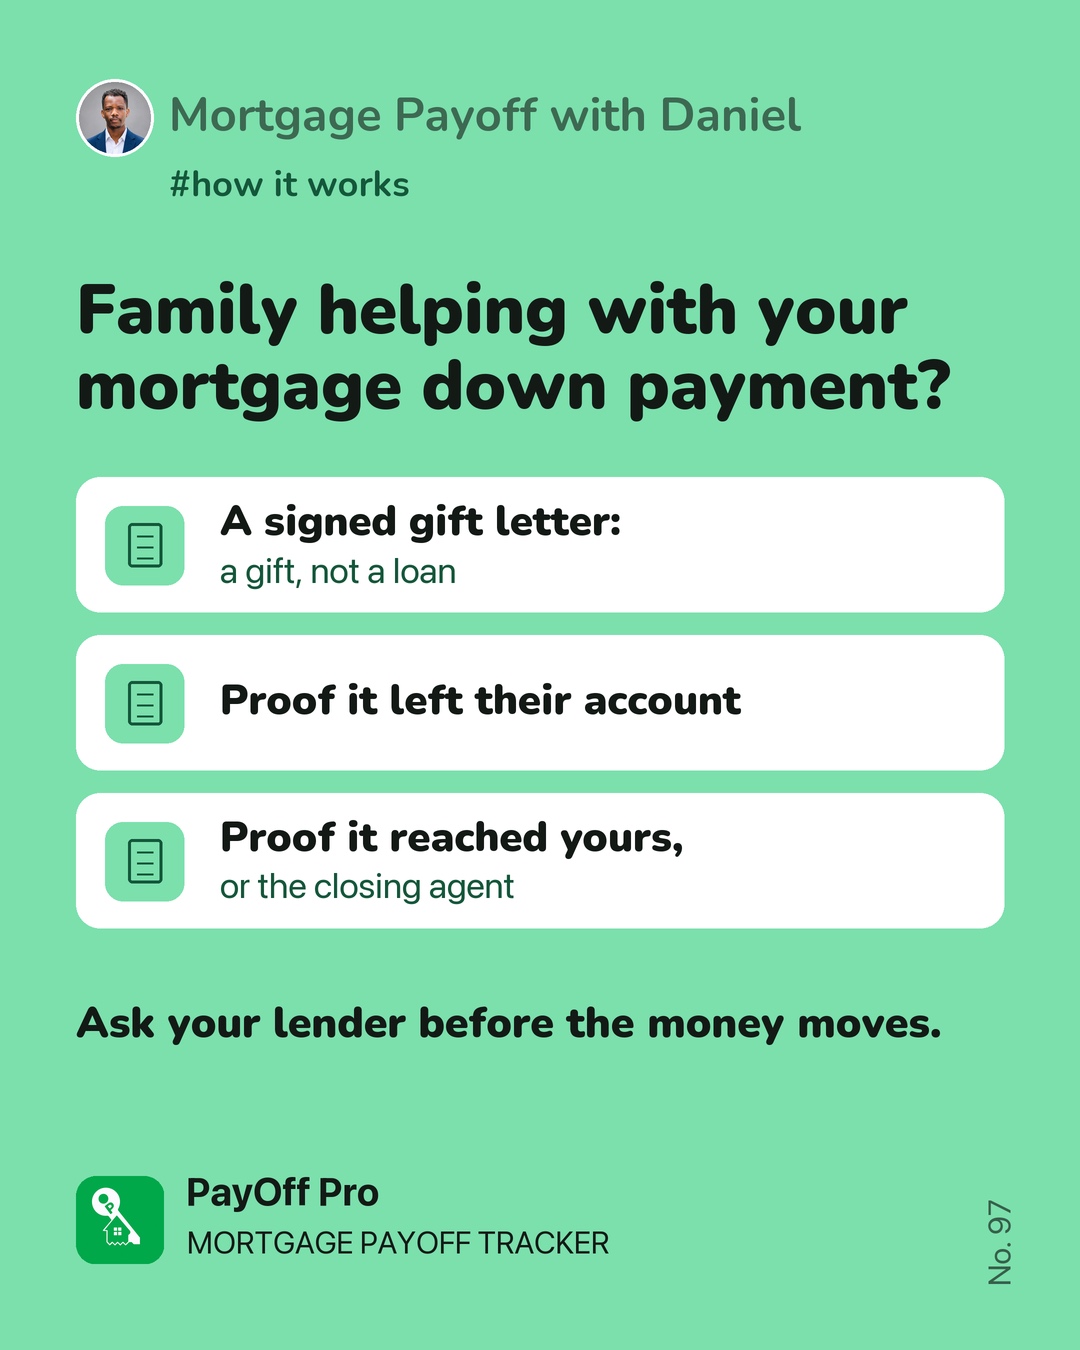 Mortgage Payoff with Daniel
#how it works
Family helping with your
mortgage down payment?
A signed gift letter:
a gift, not a loan
Proof it left their account
Proof it reached yours,
or the closing agent
Ask your lender before the money moves.
PayOff Pro
MORTGAGE PAYOFF TRACKER
No. 97